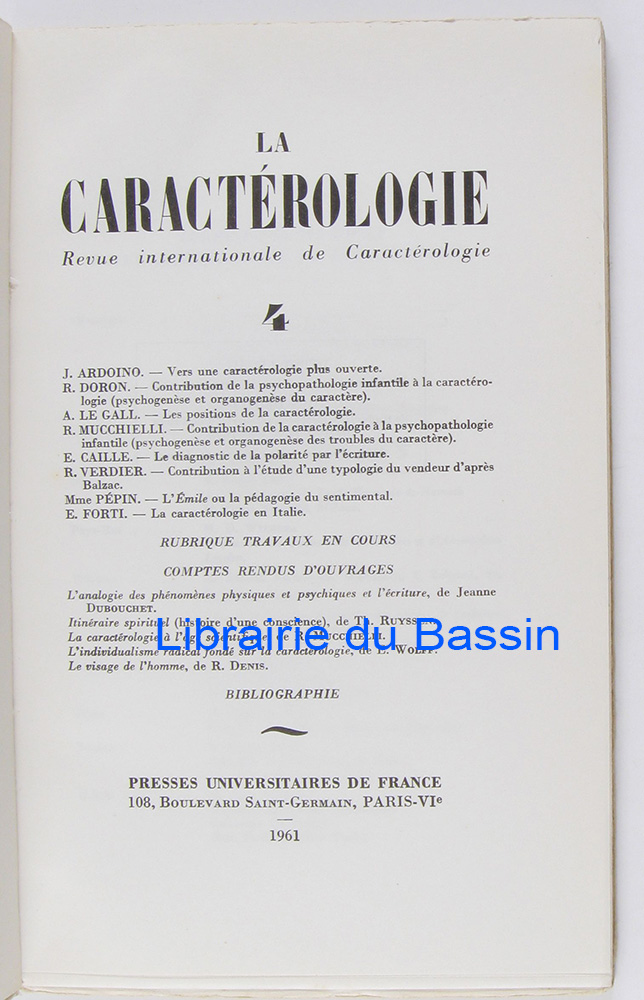 LA
CARACTÉROLOGIE
Revue internationale de Caractérologie
4
J. ARDOINO. — Vers une caractérologie plus ouverte.
R. DORON. — Contribution de la psychopathologie infantile à la caractéro-
logie (psychogenèse et organogenèse du caractère).
A. LE GALL. — Les positions de la caractérologie.
R. MUCCHIELLI. — Contribution de la caractérologie à la psychopathologie
infantile (psychogenèse et organogenèse des troubles du caractère).
E. CAILLE. — Le diagnostic de la polarité par l'écriture.
R. VERDIER. — Contribution à l'étude d'une typologie du vendeur d'après
Balzac.
Mme PÉPIN. — L'Émile ou la pédagogie du sentimental.
E. FORTI. — La caractérologie en Italie.
RUBRIQUE TRAVAUX EN COURS
COMPTES RENDUS D'OUVRAGES
L'analogie des phénomènes physiques et psychiques et l'écriture, de Jeanne
DUBOUCHET.
Itinéraire spirituel (histoire d'une conscience), de Th. RUYSSEN.
La caractérologie à l'âge scientifique, de R. MUCCHIELLI.
L'individualisme radical fondé sur la caractérologie, de E. WOLFF.
Le visage de l'homme, de R. DENIS.
Librairie du Bassin
BIBLIOGRAPHIE
PRESSES UNIVERSITAIRES DE FRANCE
108, BOULEVARD SAINT-GERMAIN, PARIS-VIe
1961